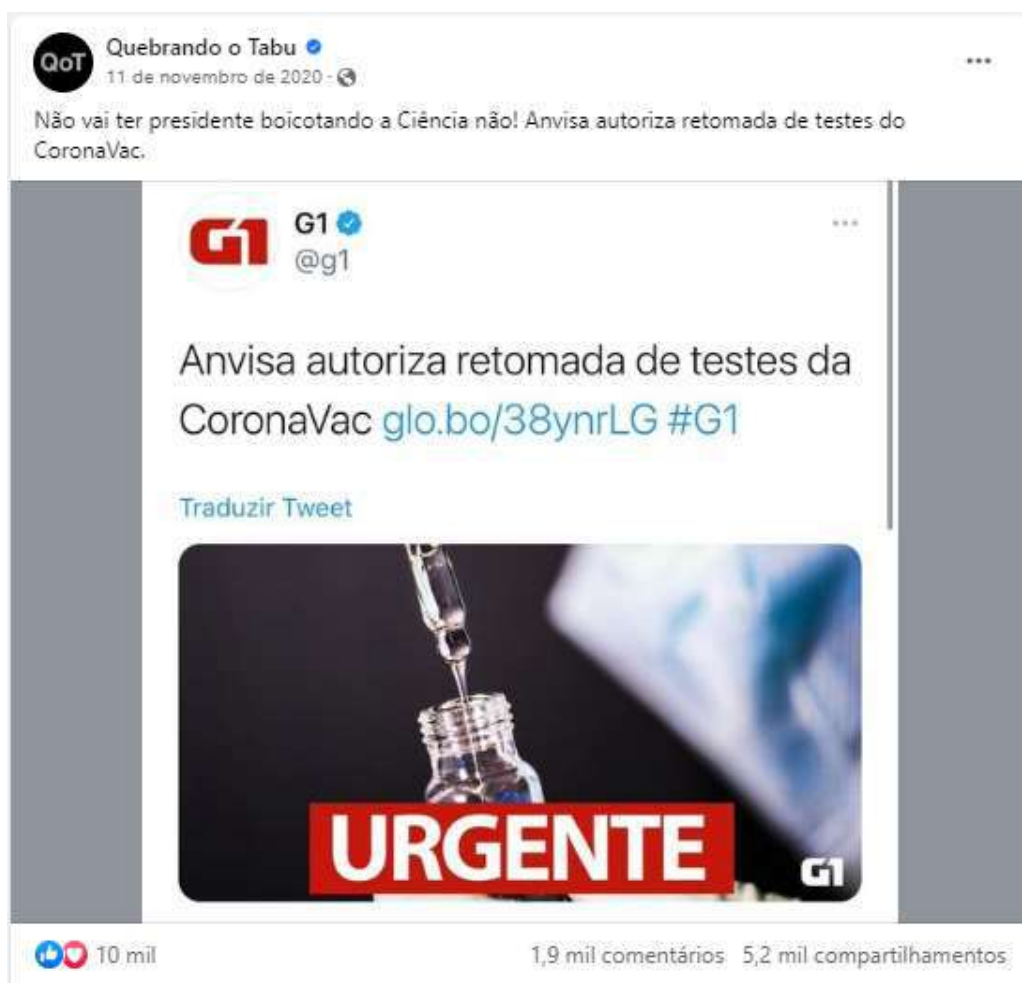 QoT
Quebrando o Tabu
11 de novembro de 2020 ·
Não vai ter presidente boicotando a Ciência não! Anvisa autoriza retomada de testes do
CoronaVac.
G1
G1
@g1
Anvisa autoriza retomada de testes da
CoronaVac glo.bo/38ynrLG #G1
Traduzir Tweet
URGENTE
G1
10 mil
1,9 mil comentários 5,2 mil compartilhamentos